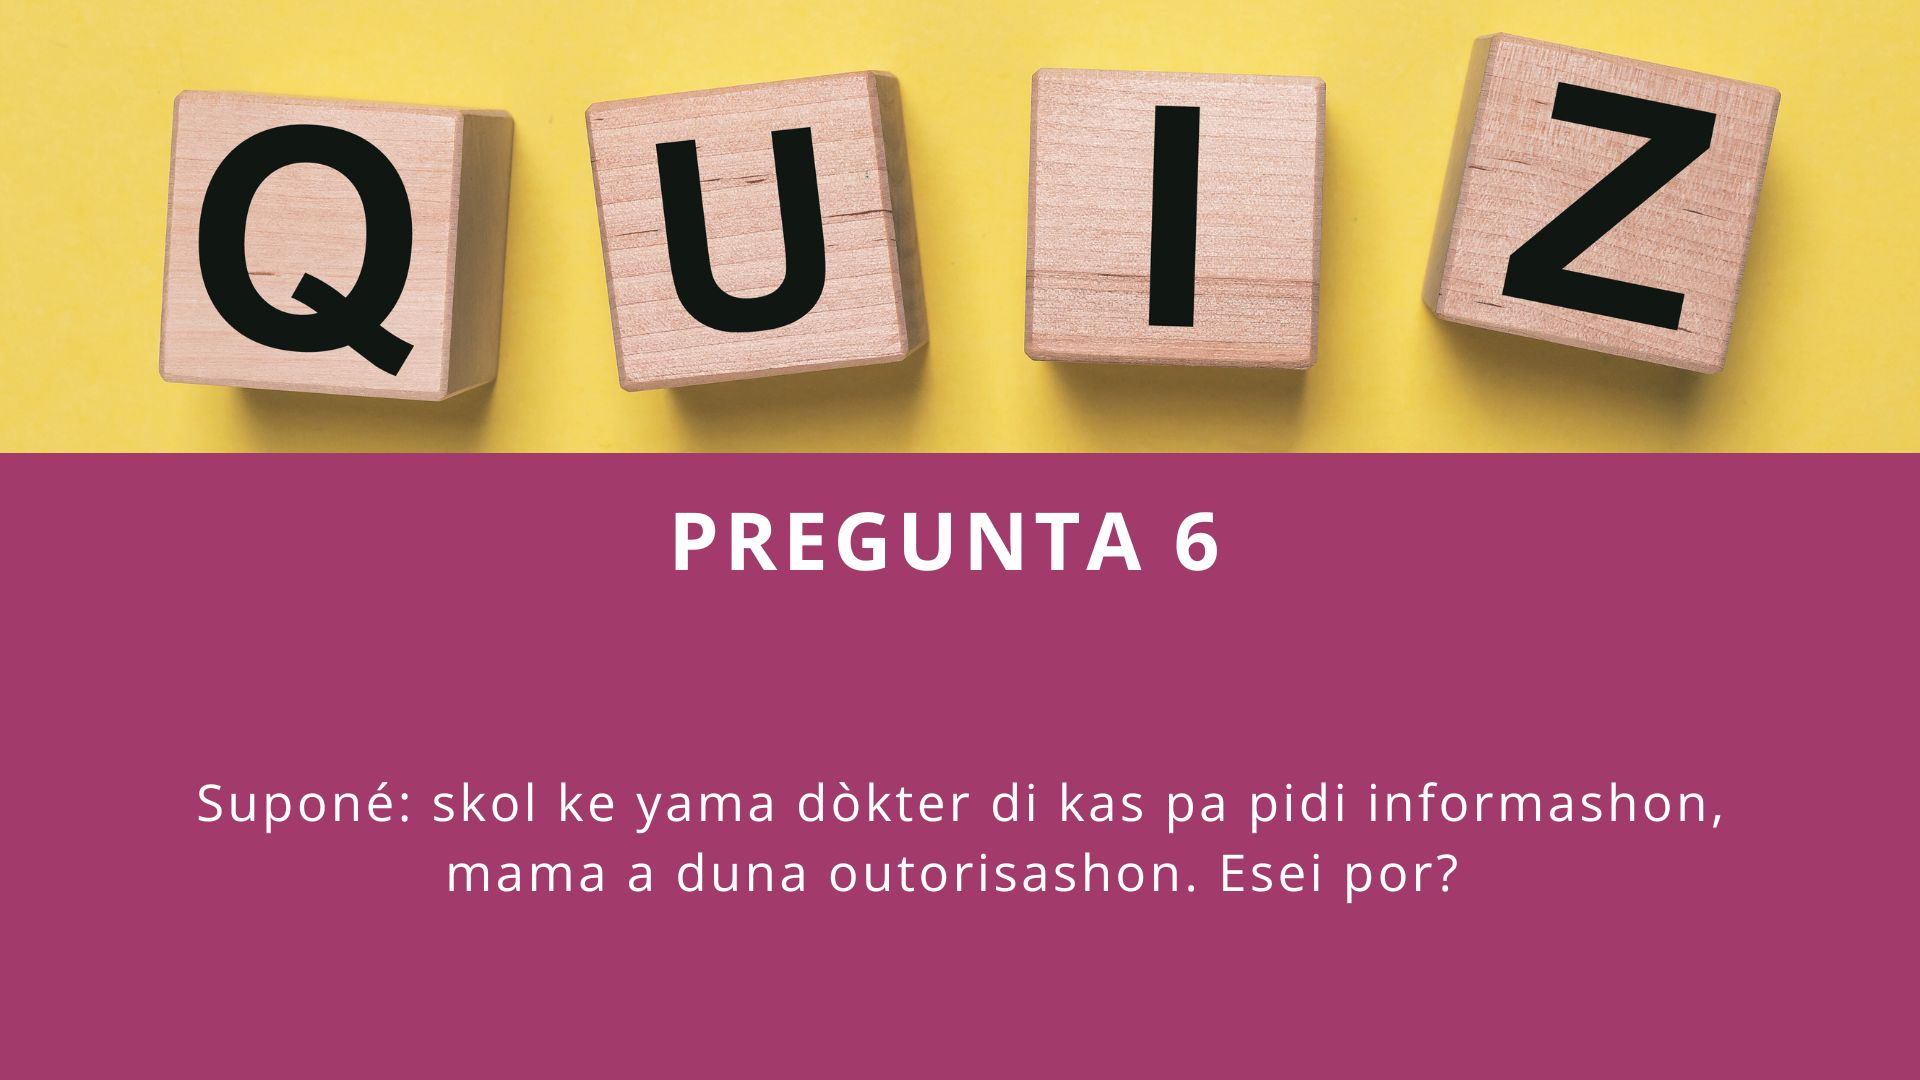 QUIZ
PREGUNTA 6
Suponé: skol ke yama dòkter di kas pa pidi informashon,
mama a duna outorisashon. Esei por?